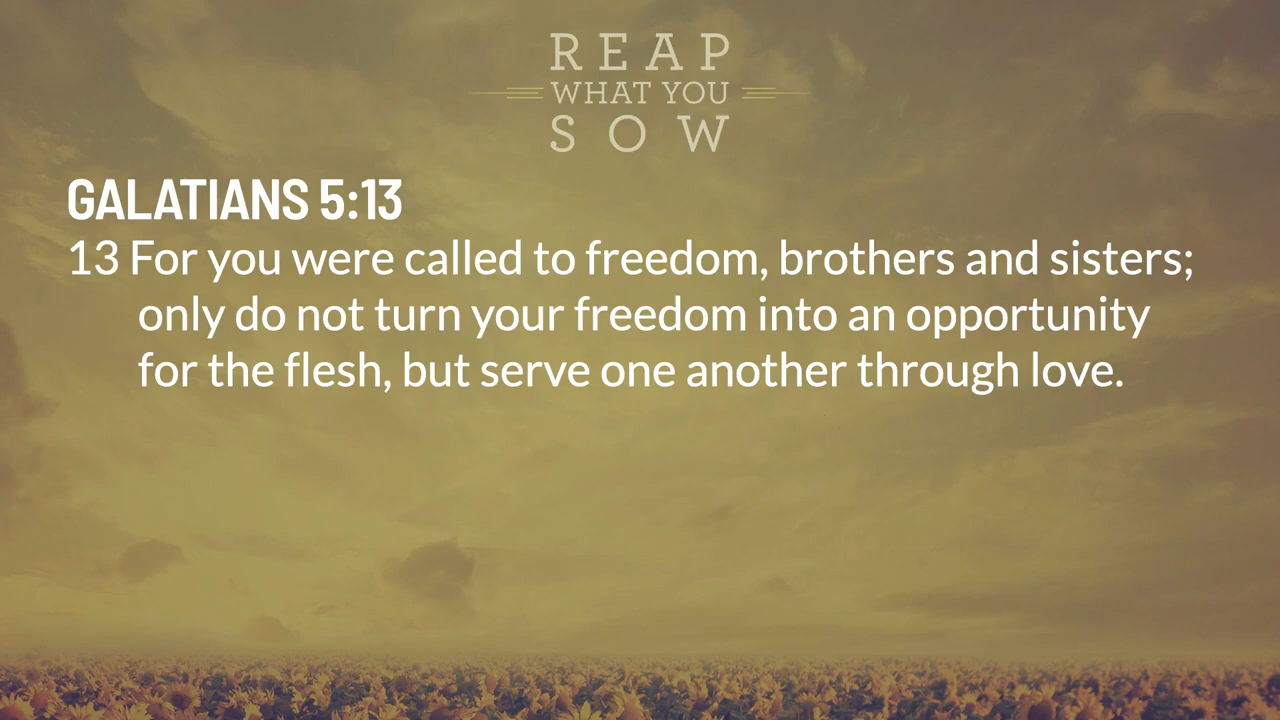 REAP
WHAT YOU
SOW
GALATIANS 5:13
13 For you were called to freedom, brothers and sisters;
only do not turn your freedom into an opportunity
for the flesh, but serve one another through love.